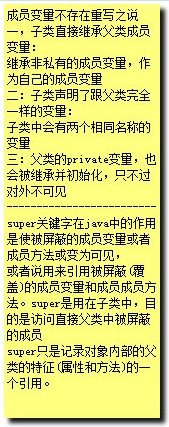 成员变量不存在重写之说
一，子类直接继承父类成员
变量：
继承非私有的成员变量，作
为自己的成员变量
二：子类声明了跟父类完全
一样的变量：
子类中会有两个相同名称的
变量
三：父类的private变量，也
会被继承并初始化，只不过
对外不可见
--------------------------
super关键字在java中的作用
是使被屏蔽的成员变量或者
成员方法或变为可见，
或者说用来引用被屏蔽(覆
盖)的成员变量和成员成员方
法。super是用在子类中，目
的是访问直接父类中被屏蔽
的成员
super只是记录对象内部的父
类的特征(属性和方法)的一
个引用。